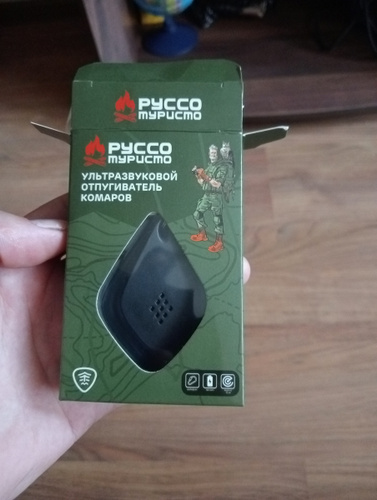 РУССО
ТУРИСТО
РУССО
ТУРИСТО
УЛЬТРАЗВУКОВОЙ
ОТПУГИВАТЕЛЬ
КОМАРОВ